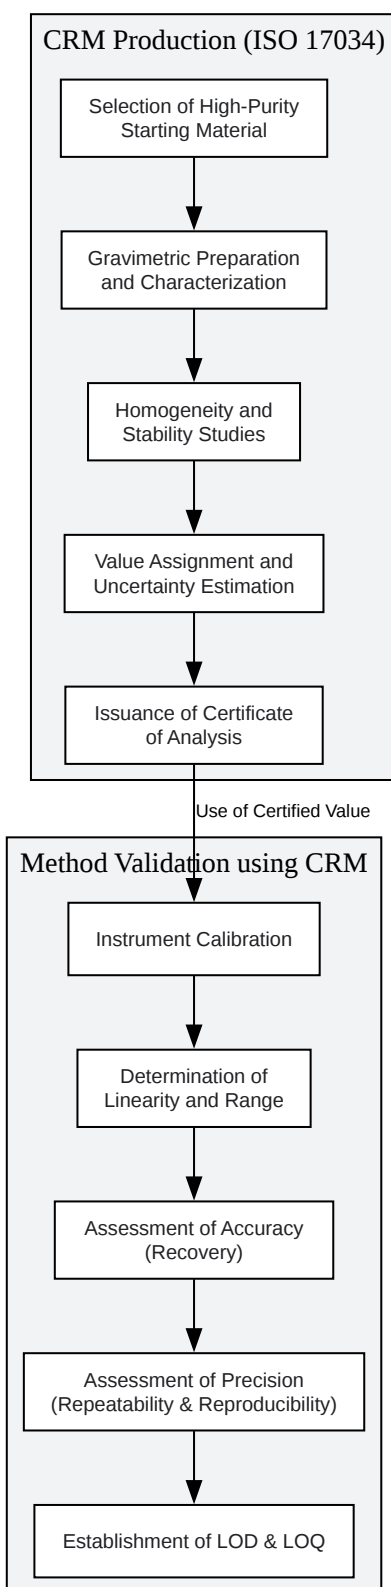 CRM Production (ISO 17034)
Selection of High-Purity
Starting Material
Gravimetric Preparation
and Characterization
Homogeneity and
Stability Studies
Value Assignment and
Uncertainty Estimation
Issuance of Certificate
of Analysis
Use of Certified Value
Method Validation using CRM
Instrument Calibration
Determination of
Linearity and Range
Assessment of Accuracy
(Recovery)
Assessment of Precision
(Repeatability & Reproducibility)
Establishment of LOD & LOQ